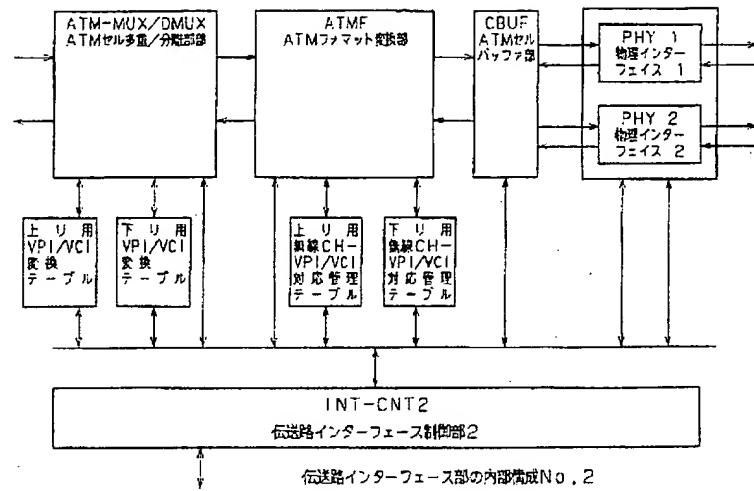 ATM-MUX/DMUX
ATMセル多重/分離部部
ATMF
ATMフォマット変換部
CBUF
ATMセル
バッファ部
PHY 1
物理インター
フェイス 1
PHY 2
物理インター
フェイス 2
上り用
VPI/VCI
変換
テーブル
下り用
VPI/VCI
変換
テーブル
上り用
無線CH-
VPI/VCI
対応管理
テーブル
下り用
無線CH-
VPI/VCI
対応管理
テーブル
INT-CNT2
伝送路インターフェース制御部2
伝送路インターフェース部の内部構成No.2